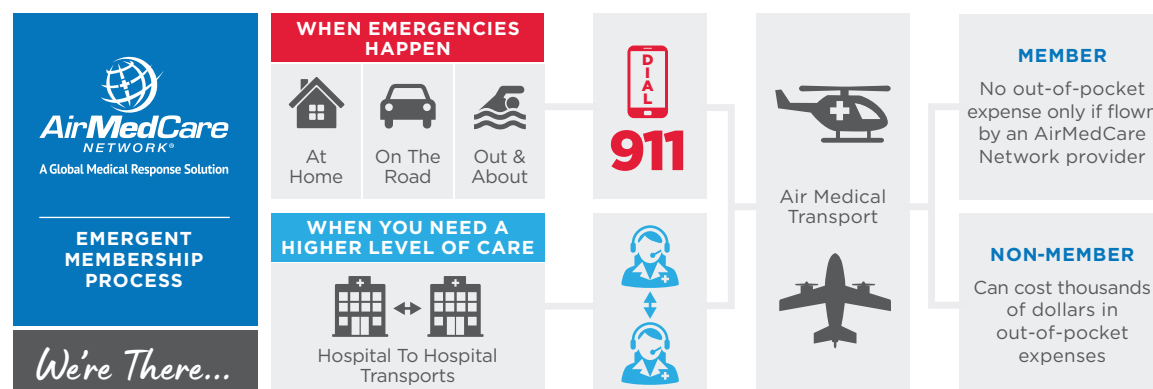 AirMedCare
NETWORK®
A Global Medical Response Solution
EMERGENT
MEMBERSHIP
PROCESS
We're There...
WHEN EMERGENCIES
HAPPEN
At
Home
On The
Road
Out &
About
WHEN YOU NEED A
HIGHER LEVEL OF CARE
Hospital To Hospital
Transports
DIAL
911
Air Medical
Transport
MEMBER
No out-of-pocket
expense only if flown
by an AirMedCare
Network provider
NON-MEMBER
Can cost thousands
of dollars in
out-of-pocket
expenses